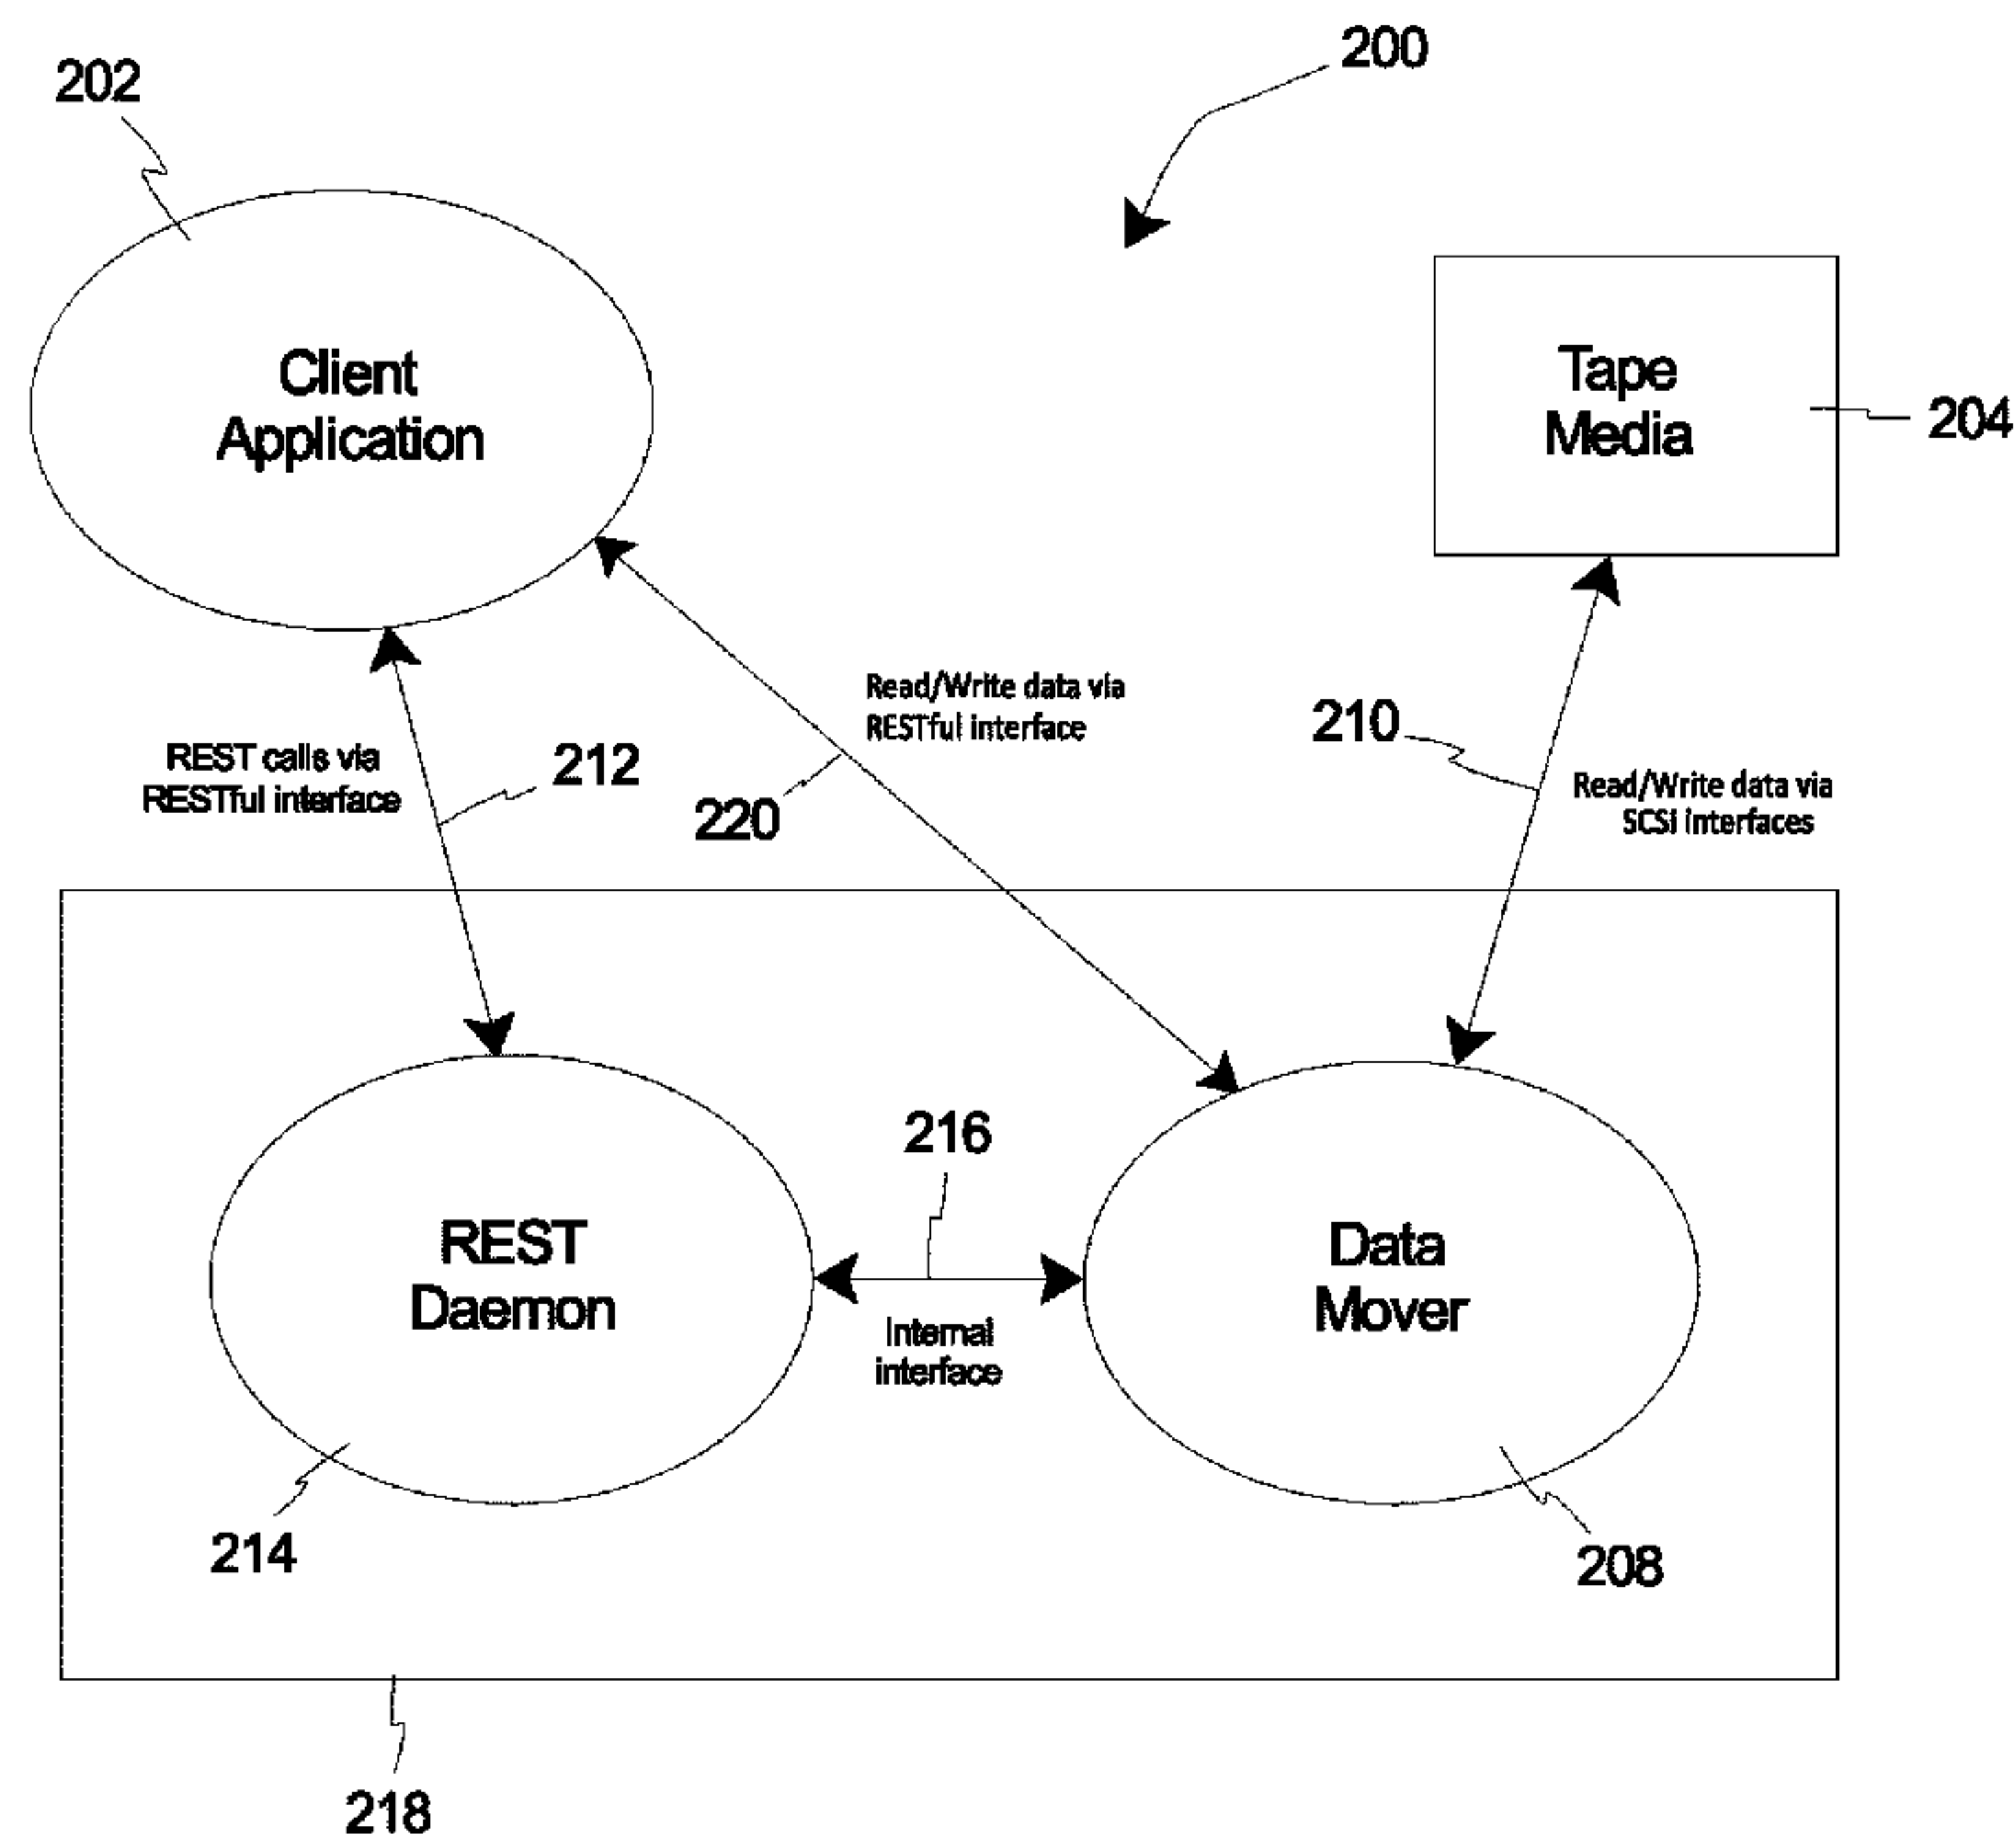 200
202
Client
Application
Tape
Media
204
Read/Write data via
RESTful interface
210
REST calls via
RESTful interface
212
220
Read/Write data via
SCSI interfaces
216
REST
Daemon
Data
Mover
Internal
interface
214
208
218